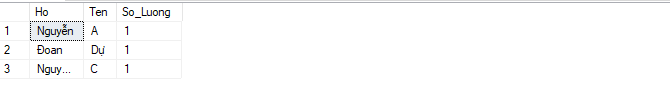 Ho Ten So_Luong
1 Nguyễn A 1
2 Đoan Dự 1
3 Nguy... C 1